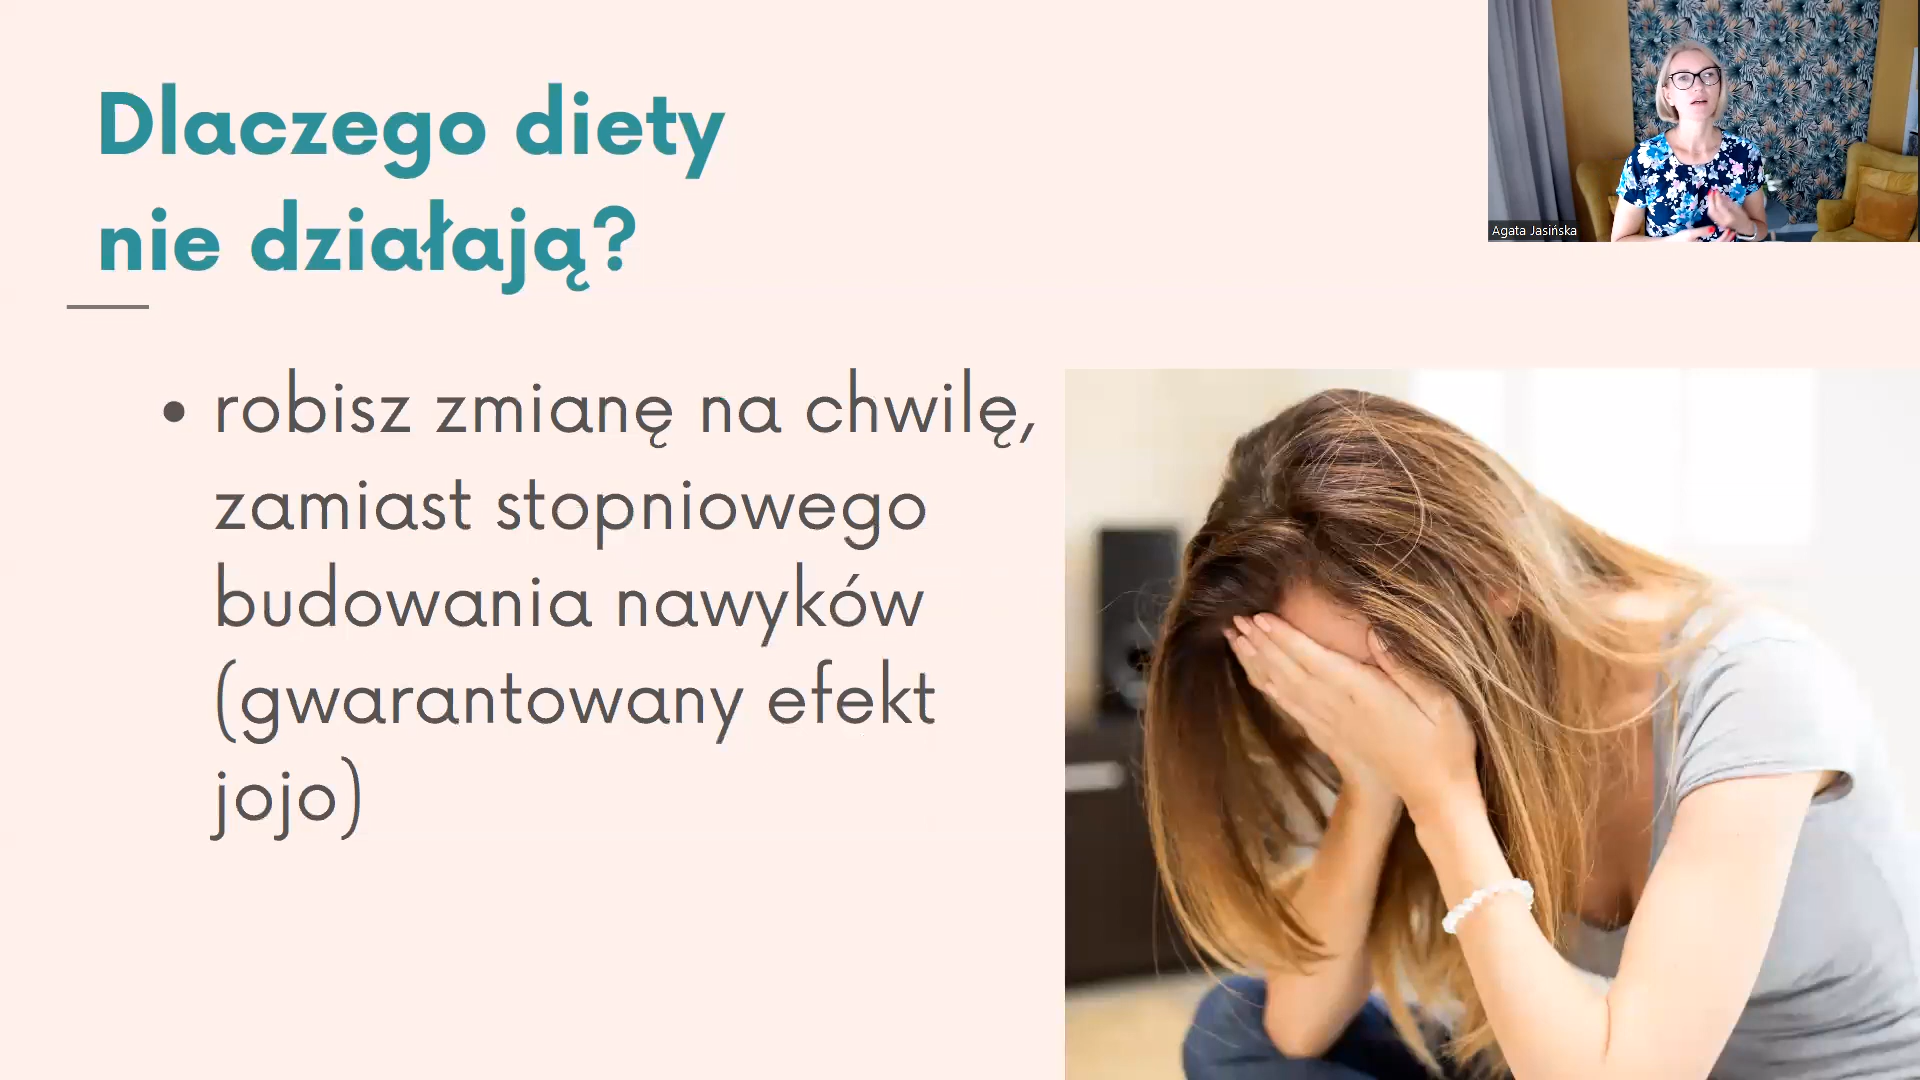 Dlaczego diety
nie działają?
• robisz zmianę na chwilę,
zamiast stopniowego
budowania nawyków
(gwarantowany efekt
jojo)
Agata Jasińska